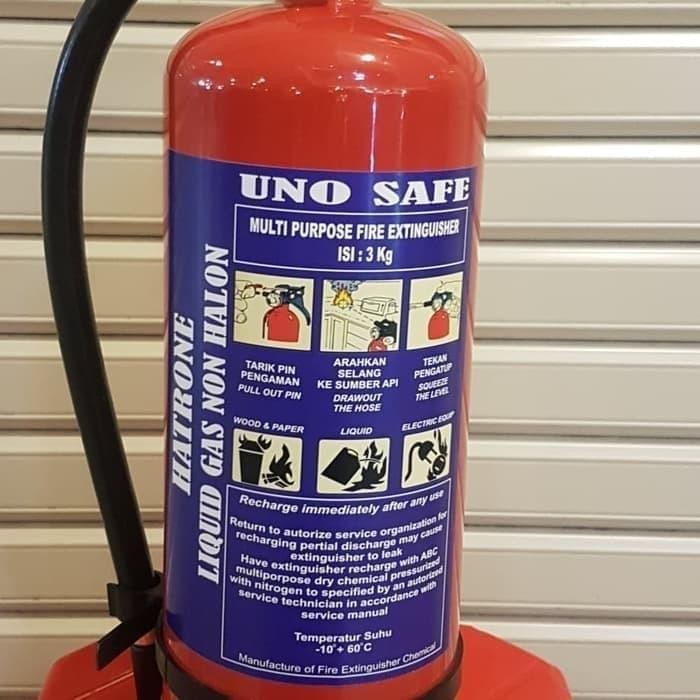 UNO SAFE
MULTI PURPOSE FIRE EXTINGUISHER
ISI : 3 Kg
HATRONE
LIQUID GAS NON HALON
TARIK PIN
PENGAMAN
PULL OUT PIN
ARAHKAN
SELANG
KE SUMBER API
DRAWOUT
THE HOSE
TEKAN
PENGATUP
SQUEEZE
THE LEVEL
WOOD & PAPER
LIQUID
ELECTRIC EQUIP
Recharge immediately after any use
Return to autorize service organization for
recharging pertial discharge may cause
extinguisher to leak
Have extinguisher recharge with ABC
multiporpose dry chemical pressurized
with nitrogen to specified by an autorized
service technician in accordance with
service manual
Temperatur Suhu
-10°+ 60°C
Manufacture of Fire Extinguisher Chemical